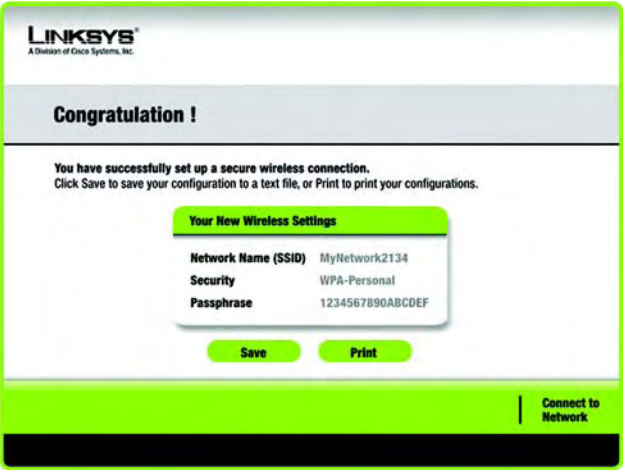 LINKSYS®
A Division of Cisco Systems, Inc.
Congratulation !
You have successfully set up a secure wireless connection.
Click Save to save your configuration to a text file, or Print to print your configurations.
Your New Wireless Settings
Network Name (SSID) MyNetwork2134
Security WPA-Personal
Passphrase 1234567890ABCDEF
Save Print
Connect to
Network